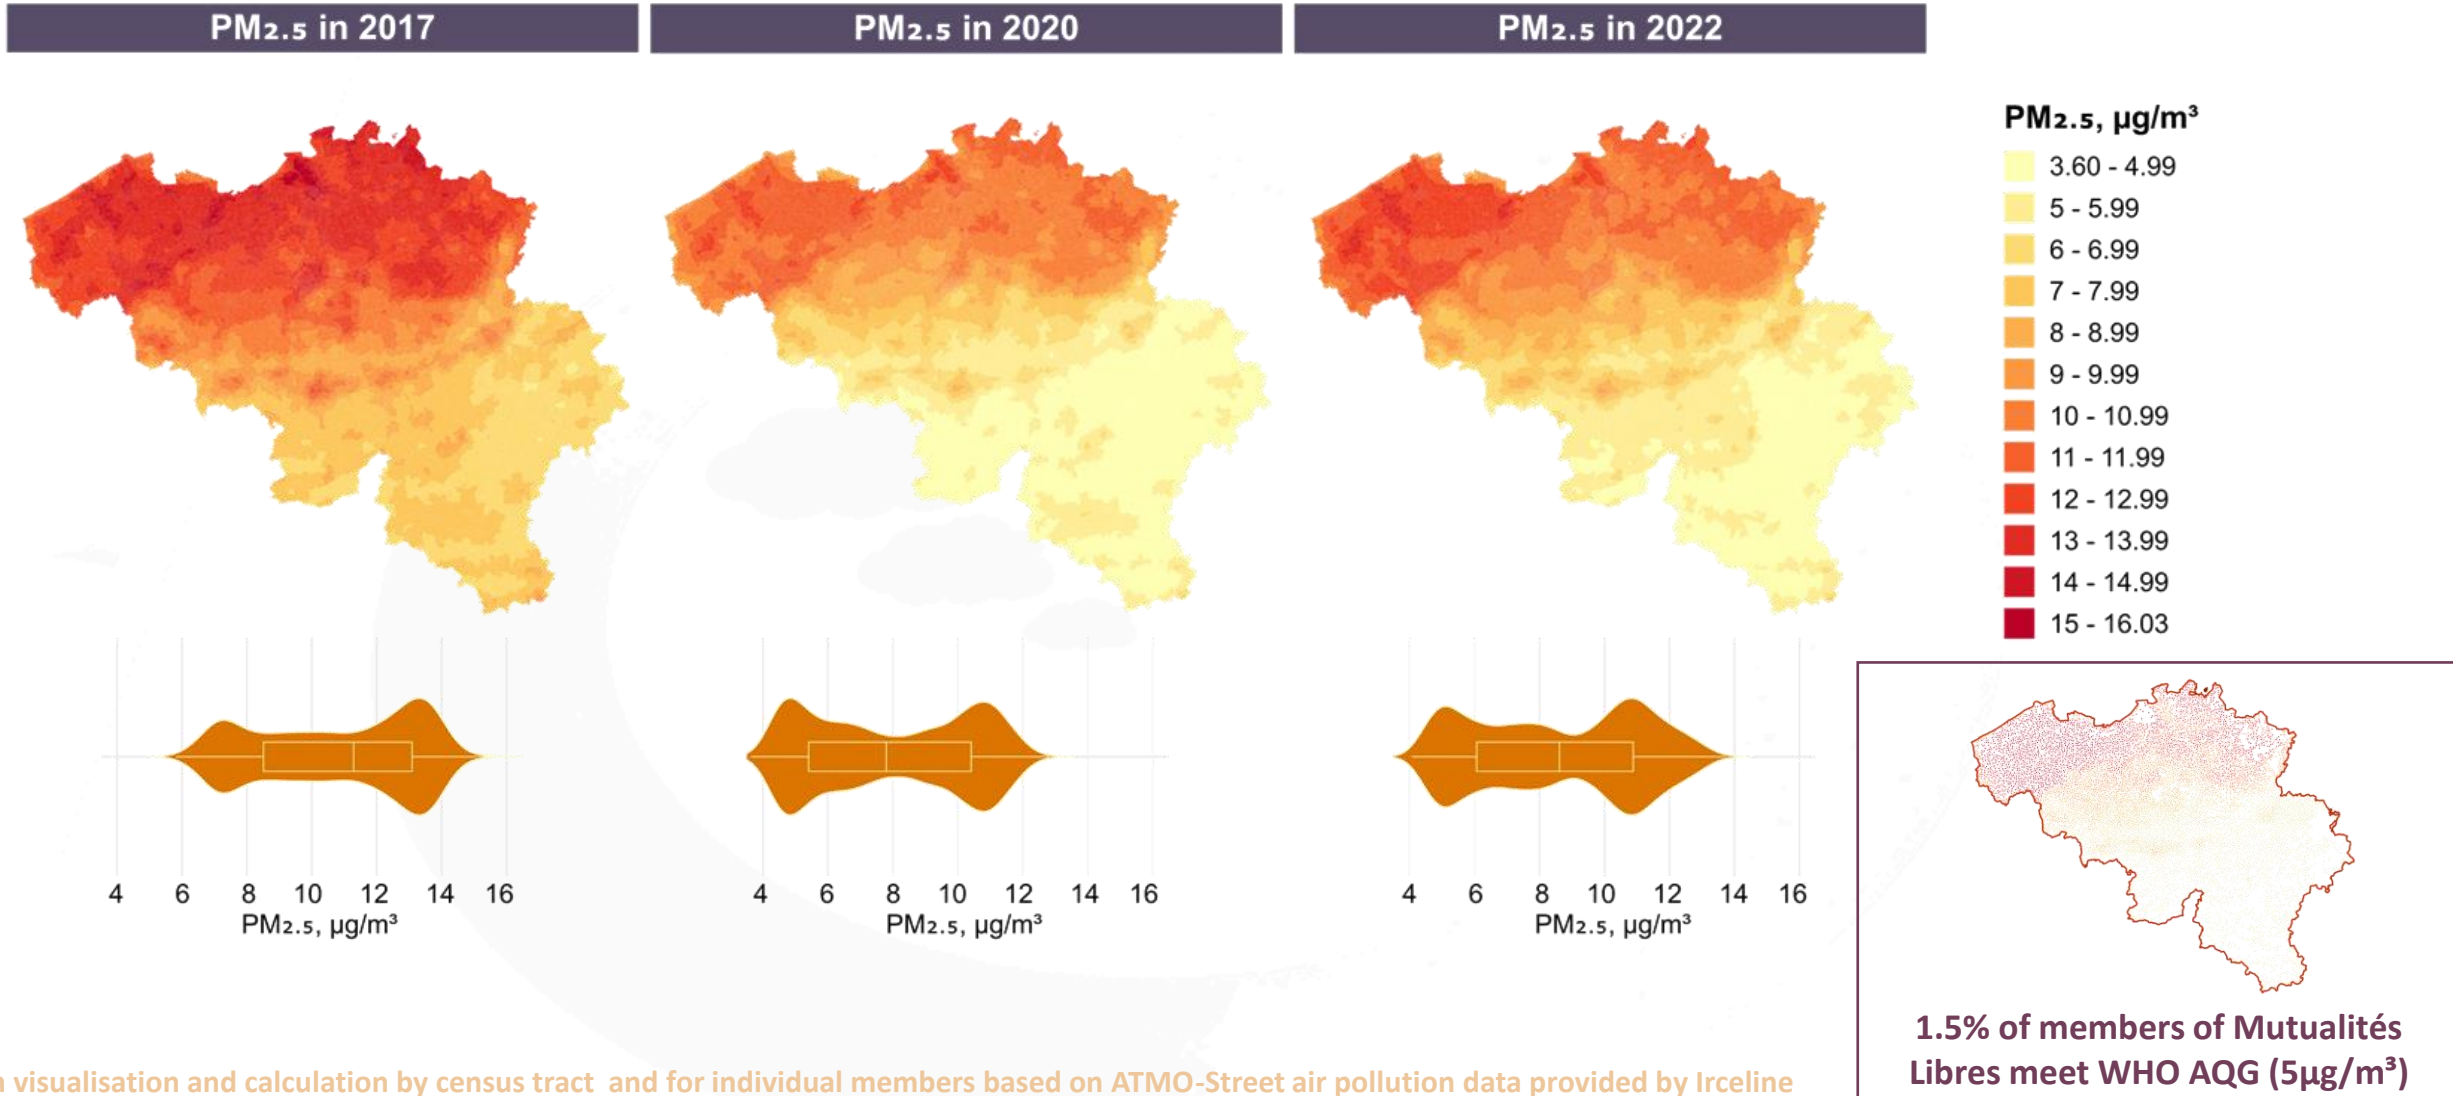 PM₂.₅ in 2017
PM₂.₅ in 2020
PM₂.₅ in 2022
PM₂.₅, µg/m³
3.60 - 4.99
5 - 5.99
6 - 6.99
7 - 7.99
8 - 8.99
9 - 9.99
10 - 10.99
11 - 11.99
12 - 12.99
13 - 13.99
14 - 14.99
15 - 16.03
4 6 8 10 12 14 16
PM₂.₅, µg/m³
4 6 8 10 12 14 16
PM₂.₅, µg/m³
4 6 8 10 12 14 16
PM₂.₅, µg/m³
1.5% of members of Mutualités
Libres meet WHO AQG (5µg/m³)
visualisation and calculation by census tract and for individual members based on ATMO-Street air pollution data provided by Irceline